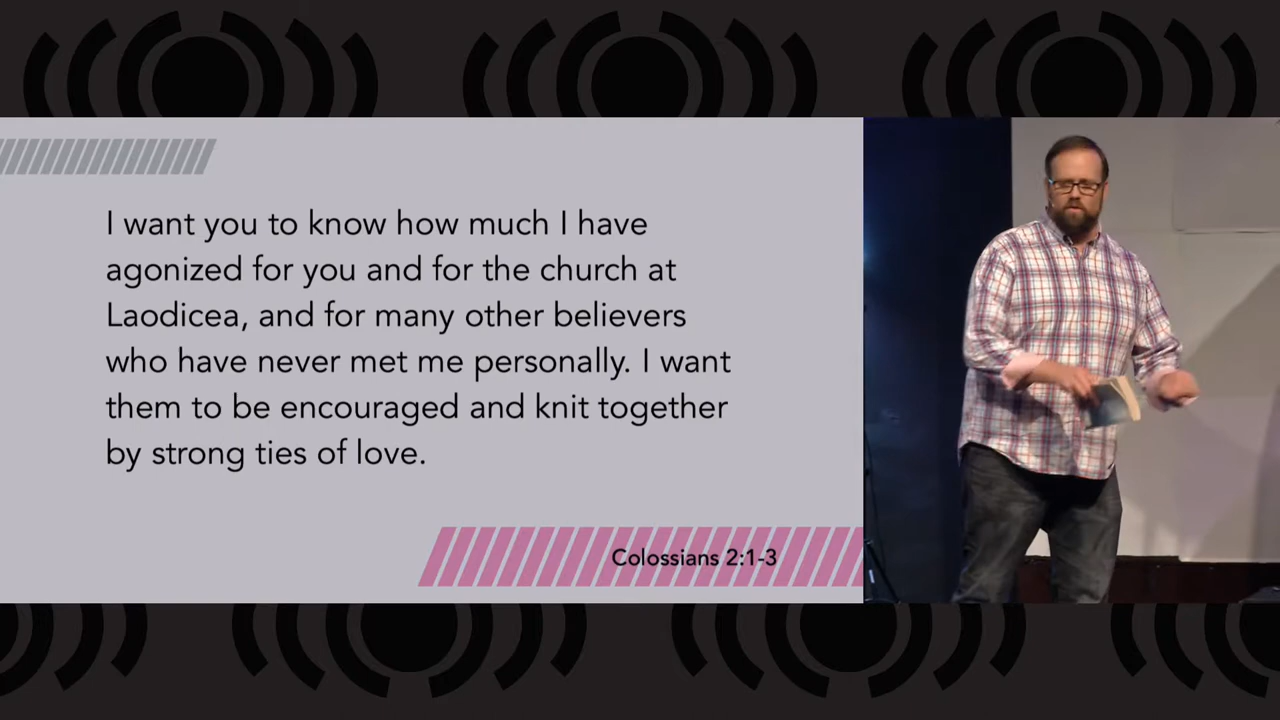 I want you to know how much I have
agonized for you and for the church at
Laodicea, and for many other believers
who have never met me personally. I want
them to be encouraged and knit together
by strong ties of love.
Colossians 2:1-3